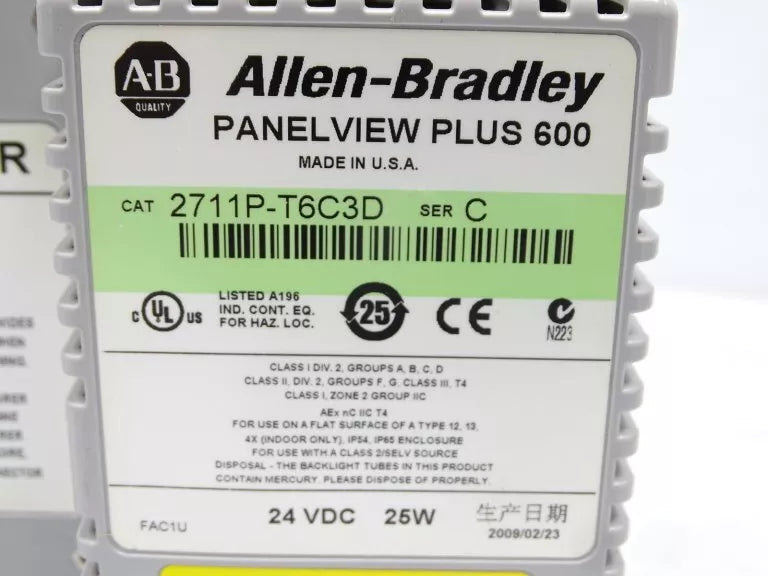 A-B
QUALITY
Allen-Bradley
PANELVIEW PLUS 600
MADE IN U.S.A.
R
CAT 2711P-T6C3D SER C
C UL US
LISTED A196
IND. CONT. EQ.
FOR HAZ. LOC.
25
CE
N223
CLASS I DIV. 2, GROUPS A, B, C, D
CLASS II, DIV. 2, GROUPS F, G, CLASS III, T4
CLASS I, ZONE 2 GROUP IIC
AEx nC IIC T4
FOR USE ON A FLAT SURFACE OF A TYPE 12, 13,
4X (INDOOR ONLY), IP54, IP65 ENCLOSURE
FOR USE WITH A CLASS 2/SELV SOURCE
DISPOSAL - THE BACKLIGHT TUBES IN THIS PRODUCT
CONTAIN MERCURY. PLEASE DISPOSE OF PROPERLY.
FAC1U
24 VDC 25W
生产日期
2009/02/23